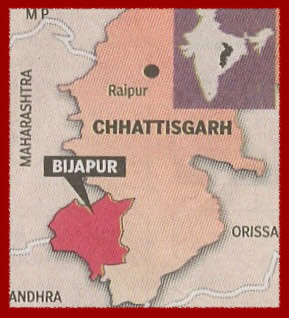 M P
MAHARASHTRA
Raipur
CHHATTISGARH
BIJAPUR
ORISSA
ANDHRA